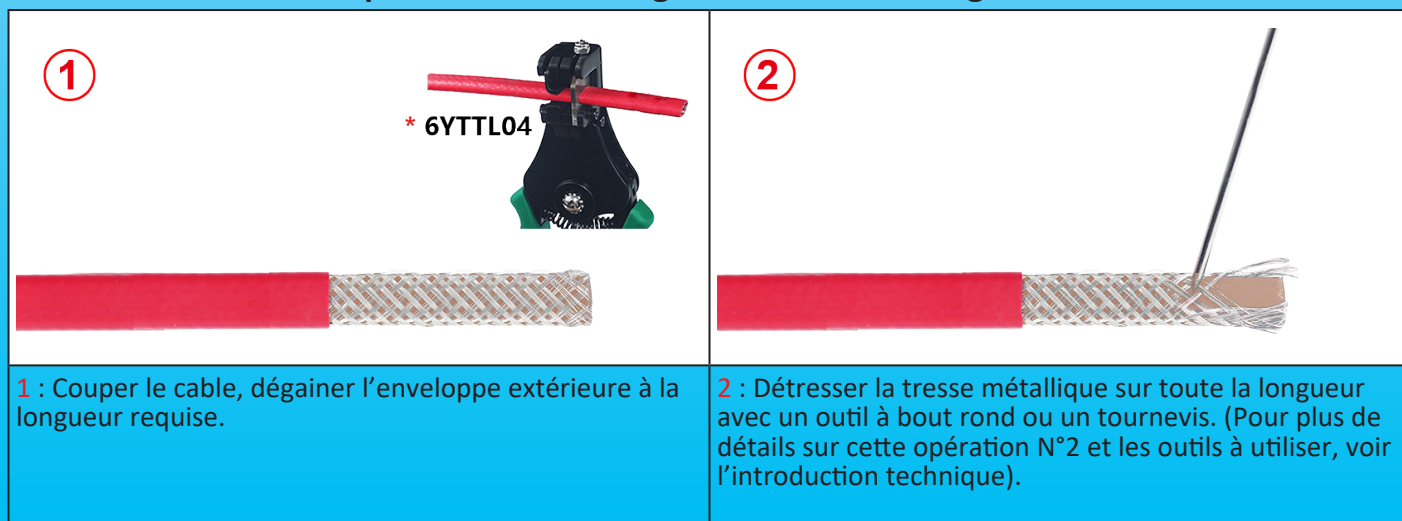 1
* 6YTTL04
2
1 : Couper le cable, dégainer l’enveloppe extérieure à la
longueur requise.
2 : Détresser la tresse métallique sur toute la longueur
avec un outil à bout rond ou un tournevis. (Pour plus de
détails sur cette opération N°2 et les outils à utiliser, voir
l’introduction technique).